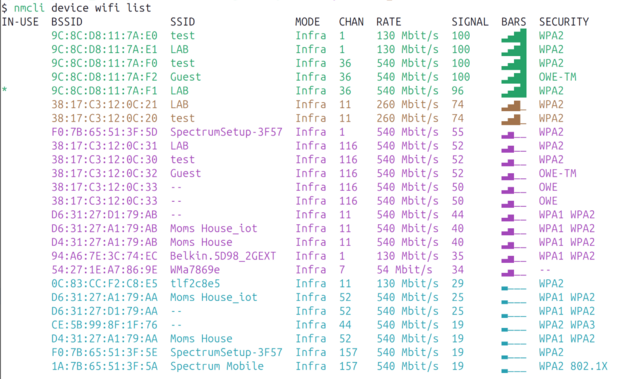 $ nmcli device wifi list
IN-USE BSSID SSID MODE CHAN RATE SIGNAL BARS SECURITY
9C:8C:D8:11:7A:E0 test Infra 1 130 Mbit/s 100 WPA2
9C:8C:D8:11:7A:E1 LAB Infra 1 130 Mbit/s 100 WPA2
9C:8C:D8:11:7A:F0 test Infra 36 540 Mbit/s 100 WPA2
9C:8C:D8:11:7A:F2 Guest Infra 36 540 Mbit/s 100 OWE-TM
* 9C:8C:D8:11:7A:F1 LAB Infra 36 540 Mbit/s 96 WPA2
38:17:C3:12:0C:21 LAB Infra 11 260 Mbit/s 74 WPA2
38:17:C3:12:0C:20 test Infra 11 260 Mbit/s 74 WPA2
F0:7B:65:51:3F:5D SpectrumSetup-3F57 Infra 1 540 Mbit/s 55 WPA2
38:17:C3:12:0C:31 LAB Infra 116 540 Mbit/s 52 WPA2
38:17:C3:12:0C:30 test Infra 116 540 Mbit/s 52 WPA2
38:17:C3:12:0C:32 Guest Infra 116 540 Mbit/s 52 OWE-TM
38:17:C3:12:0C:33 -- Infra 116 540 Mbit/s 50 OWE
38:17:C3:12:0C:33 -- Infra 116 540 Mbit/s 50 OWE
D6:31:27:D1:79:AB -- Infra 11 540 Mbit/s 44 WPA1 WPA2
D6:31:27:A1:79:AB Moms House_iot Infra 11 540 Mbit/s 40 WPA1 WPA2
D4:31:27:A1:79:AB Moms House Infra 11 540 Mbit/s 40 WPA1 WPA2
94:A6:7E:3C:74:EC Belkin.5D98_2GEXT Infra 1 130 Mbit/s 35 WPA1 WPA2
54:27:1E:A7:86:9E WMa7869e Infra 7 54 Mbit/s 34 --
0C:83:CC:F2:C8:E5 tlf2c8e5 Infra 11 130 Mbit/s 29 WPA2
D6:31:27:A1:79:AA Moms House_iot Infra 52 540 Mbit/s 25 WPA1 WPA2
D6:31:27:D1:79:AA -- Infra 52 540 Mbit/s 25 WPA1 WPA2
CE:5B:99:8F:1F:76 -- Infra 44 540 Mbit/s 19 WPA2 WPA3
D4:31:27:A1:79:AA Moms House Infra 52 540 Mbit/s 19 WPA1 WPA2
F0:7B:65:51:3F:5E SpectrumSetup-3F57 Infra 157 540 Mbit/s 19 WPA2
1A:7B:65:51:3F:5A Spectrum Mobile Infra 157 540 Mbit/s 19 WPA2 802.1X